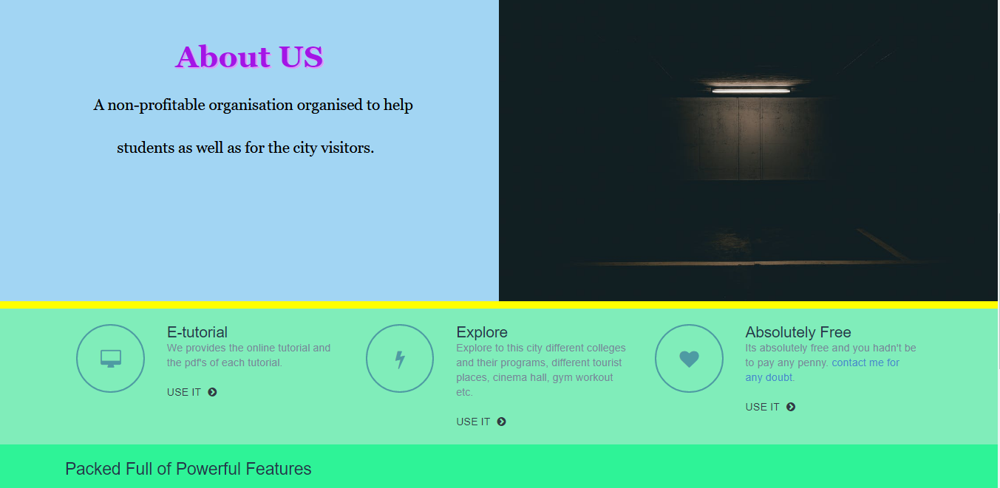 About US
A non-profitable organisation organised to help
students as well as for the city visitors.
E-tutorial
We provides the online tutorial and
the pdf's of each tutorial.
USE IT
Explore
Explore to this city different colleges
and their programs, different tourist
places, cinema hall, gym workout
etc.
USE IT
Absolutely Free
Its absolutely free and you hadn't be
to pay any penny. contact me for
any doubt.
USE IT
Packed Full of Powerful Features